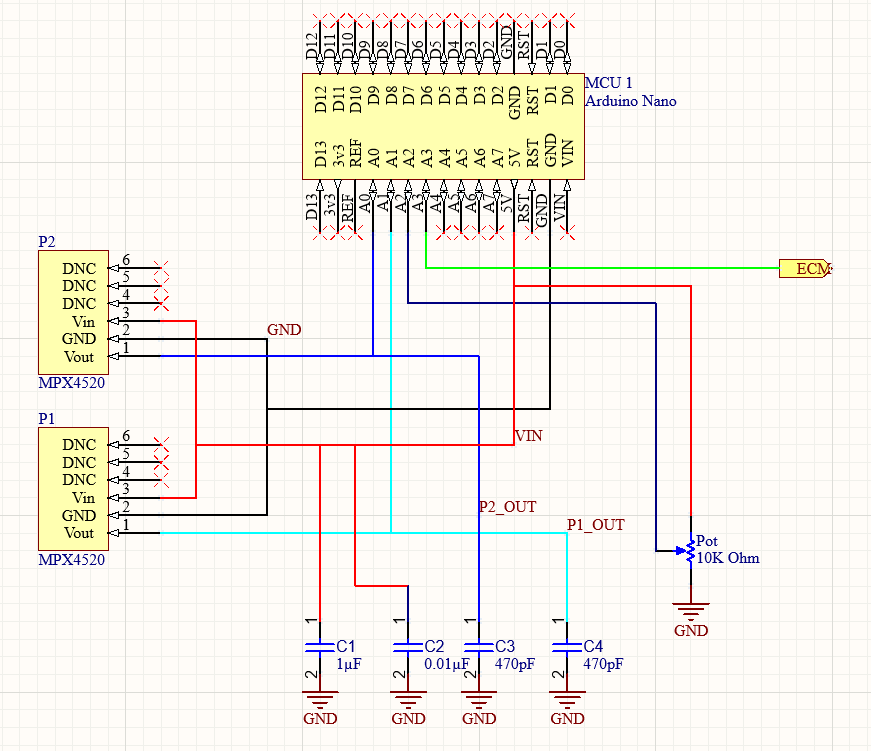 D12 D11 D10 D9 D8 D7 D6 D5 D4 D3 D2 GND RST D1 D0
MCU 1
Arduino Nano
D12 D11 D10 D9 D8 D7 D6 D5 D4 D3 D2 GND RST D1 D0
D13 3v3 REF A0 A1 A2 A3 A4 A5 A6 A7 5V RST GND VIN
D13 3v3 REF A0 A1 A2 A3 A4 A5 A6 A7 5V RST GND VIN
P2
DNC 6
DNC 5
DNC 4
Vin 3
GND 2
Vout 1
MPX4520
ECM
GND
P1
DNC 6
DNC 5
DNC 4
Vin 3
GND 2
Vout 1
MPX4520
VIN
P2_OUT
P1_OUT
Pot
10K Ohm
GND
1 C1
1µF
2
GND
1 C2
0.01µF
2
GND
1 C3
470pF
2
GND
1 C4
470pF
2
GND